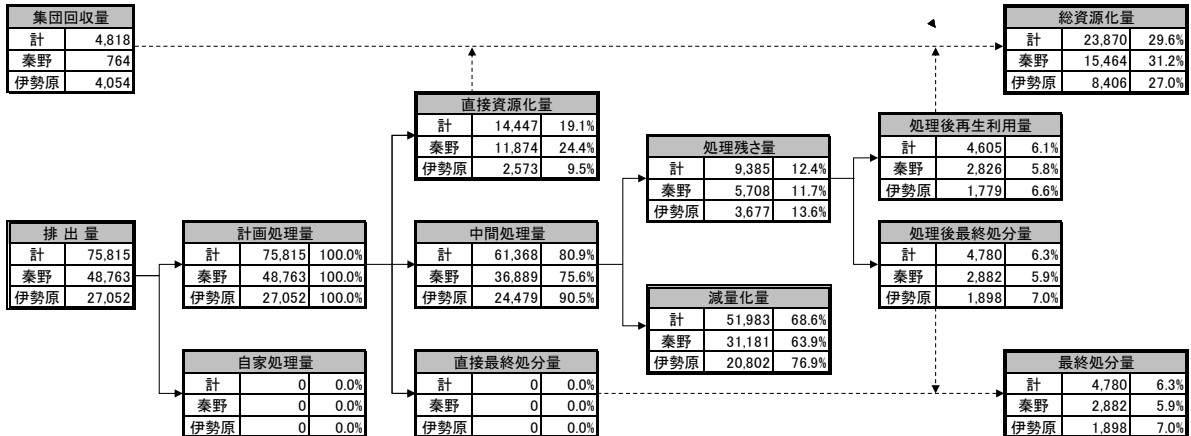 集団回収量
計 4,818
秦野 764
伊勢原 4,054
総資源化量
計 23,870 29.6%
秦野 15,464 31.2%
伊勢原 8,406 27.0%
直接資源化量
計 14,447 19.1%
秦野 11,874 24.4%
伊勢原 2,573 9.5%
処理残さ量
計 9,385 12.4%
秦野 5,708 11.7%
伊勢原 3,677 13.6%
処理後再生利用量
計 4,605 6.1%
秦野 2,826 5.8%
伊勢原 1,779 6.6%
排出量
計 75,815
秦野 48,763
伊勢原 27,052
計画処理量
計 75,815 100.0%
秦野 48,763 100.0%
伊勢原 27,052 100.0%
中間処理量
計 61,368 80.9%
秦野 36,889 75.6%
伊勢原 24,479 90.5%
処理後最終処分量
計 4,780 6.3%
秦野 2,882 5.9%
伊勢原 1,898 7.0%
減量化量
計 51,983 68.6%
秦野 31,181 63.9%
伊勢原 20,802 76.9%
自家処理量
計 0 0.0%
秦野 0 0.0%
伊勢原 0 0.0%
直接最終処分量
計 0 0.0%
秦野 0 0.0%
伊勢原 0 0.0%
最終処分量
計 4,780 6.3%
秦野 2,882 5.9%
伊勢原 1,898 7.0%